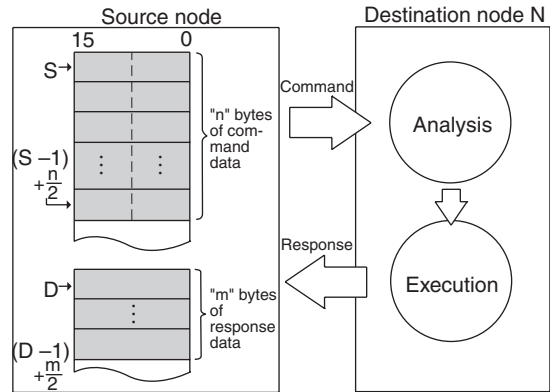 Source node
Destination node N
15 0
S
"n" bytes
of com-
mand
data
(S –1)
+ n/2
Command
Analysis
Response
Execution
D
"m" bytes
of
response
data
(D –1)
+ m/2